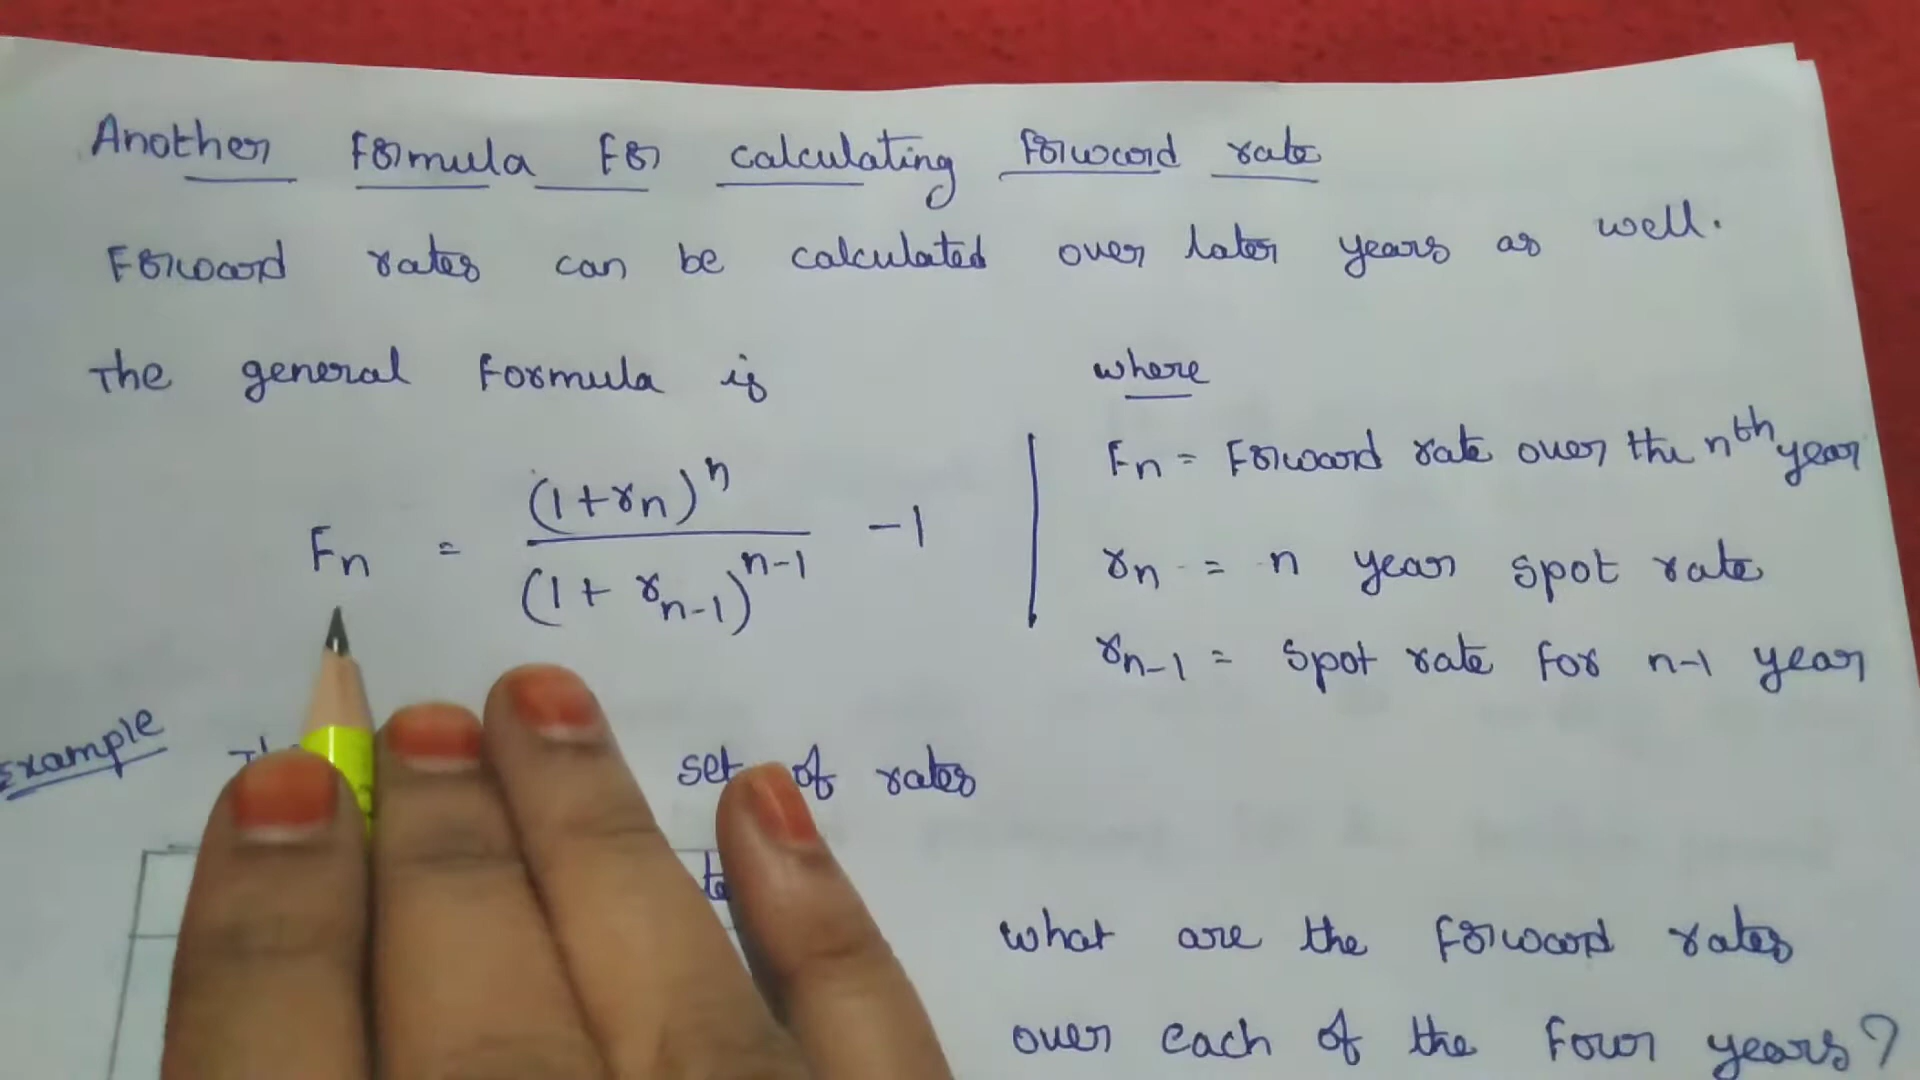 Another Formula For calculating Forward rate
Forward rates can be calculated over later years as well.
The general Formula is
Fn = (1+rn)^n / (1+ r_{n-1})^{n-1} -1
where
Fn = Forward rate over the nth year
rn = n year spot rate
rn-1 = spot rate for n-1 year
Example set of rates
What are the Forward rates
over each of the Four years?